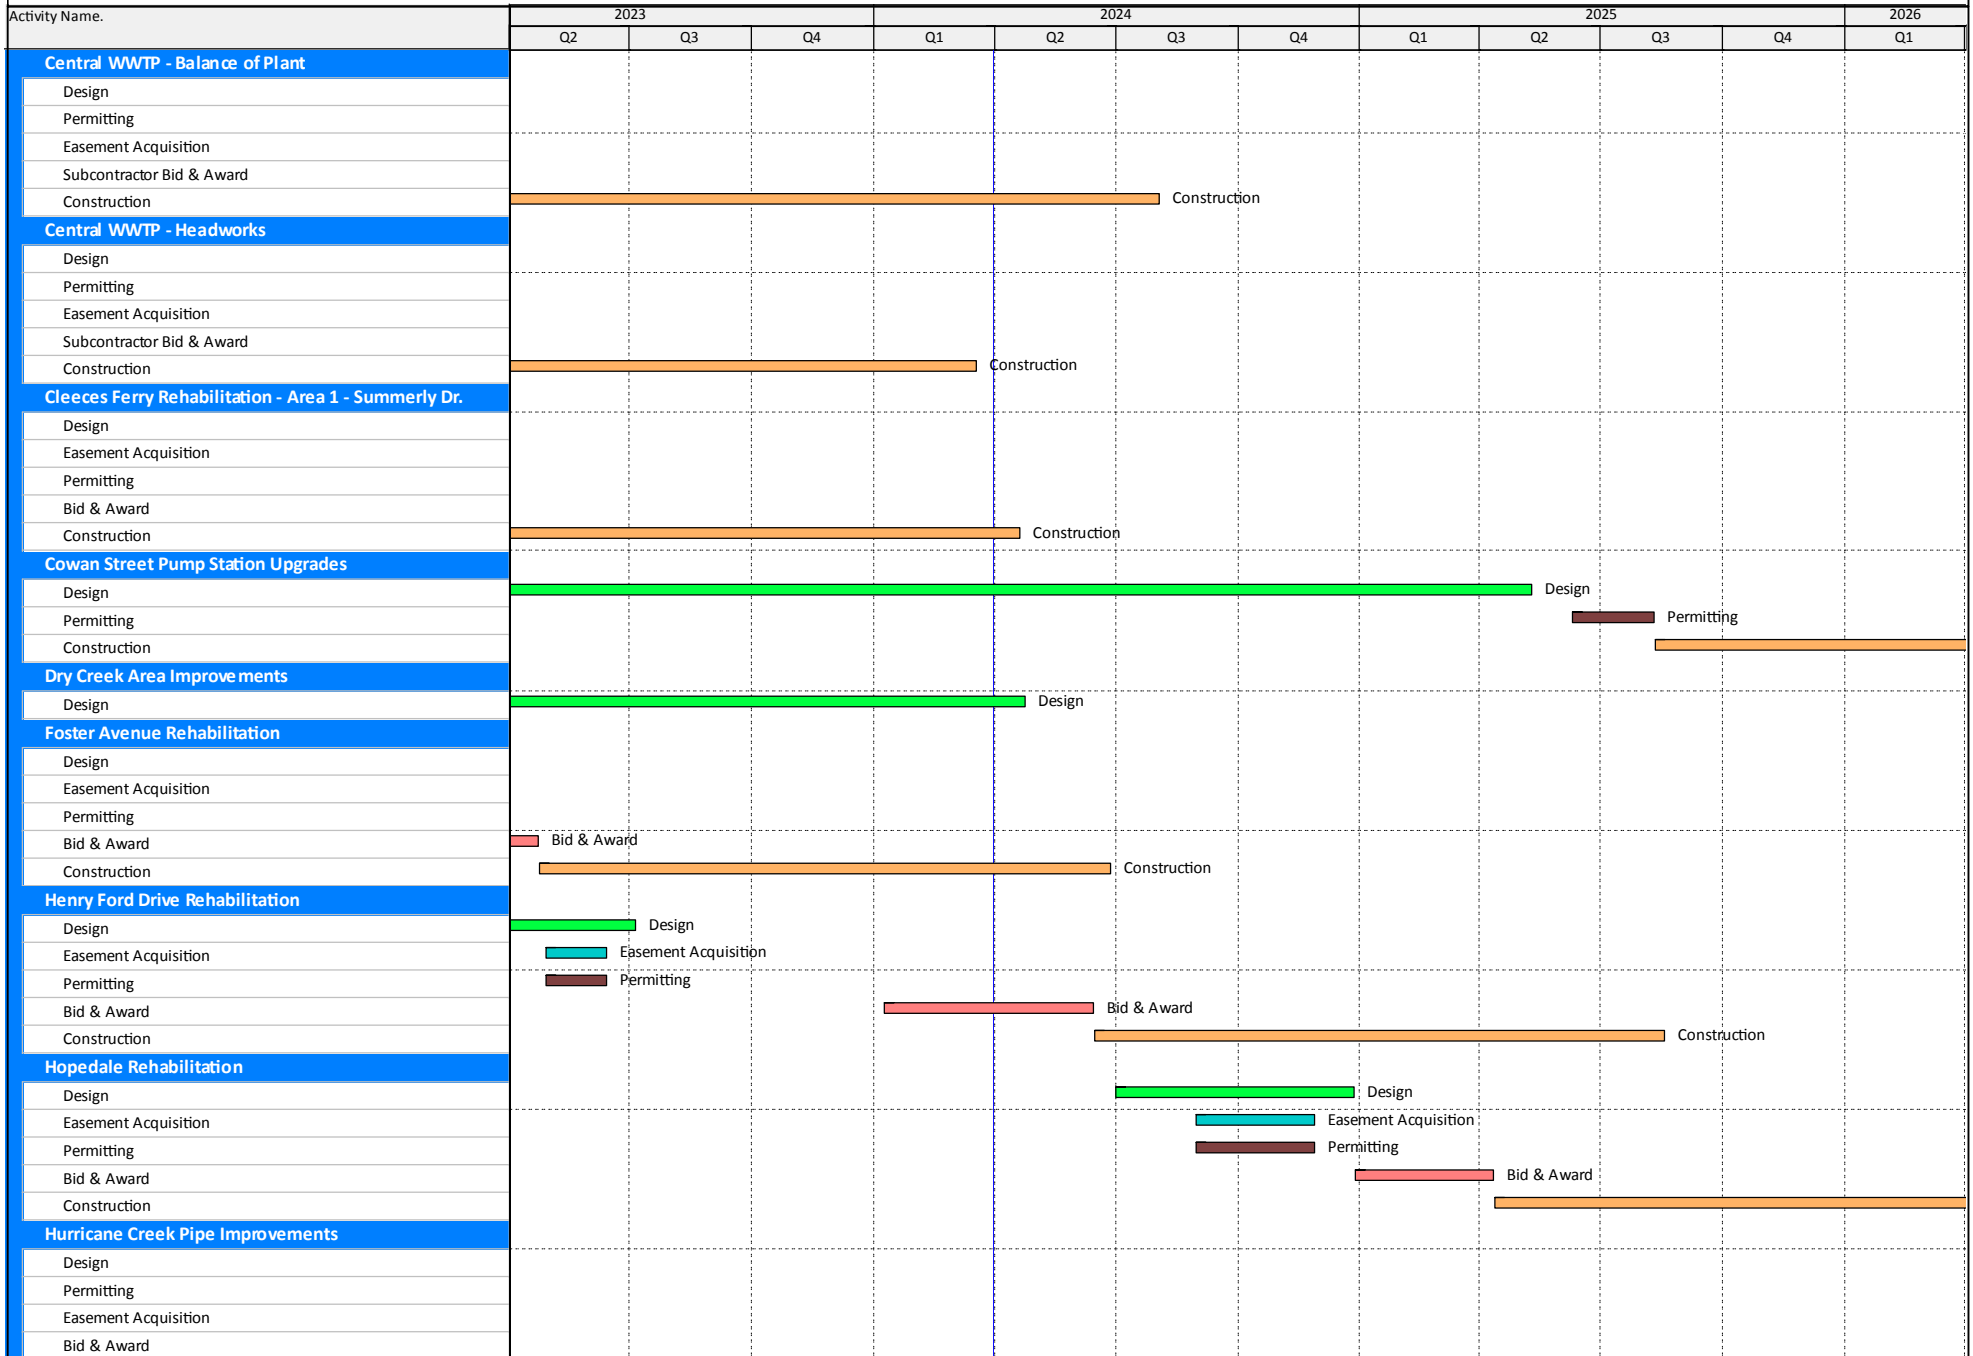 Activity Name. 2023 2024 2025 2026
Q2 Q3 Q4 Q1 Q2 Q3 Q4 Q1 Q2 Q3 Q4 Q1
Central WWTP - Balance of Plant
Design
Permitting
Easement Acquisition
Subcontractor Bid & Award
Construction Construction
Central WWTP - Headworks
Design
Permitting
Easement Acquisition
Subcontractor Bid & Award
Construction Construction
Cleeces Ferry Rehabilitation - Area 1 - Summerly Dr.
Design
Easement Acquisition
Permitting
Bid & Award
Construction Construction
Cowan Street Pump Station Upgrades
Design Design
Permitting Permitting
Construction
Dry Creek Area Improvements
Design Design
Foster Avenue Rehabilitation
Design
Easement Acquisition
Permitting
Bid & Award Bid & Award
Construction Construction
Henry Ford Drive Rehabilitation
Design Design
Easement Acquisition Easement Acquisition
Permitting Permitting
Bid & Award Bid & Award
Construction Construction
Hopedale Rehabilitation
Design Design
Easement Acquisition Easement Acquisition
Permitting Permitting
Bid & Award Bid & Award
Construction
Hurricane Creek Pipe Improvements
Design
Permitting
Easement Acquisition
Bid & Award